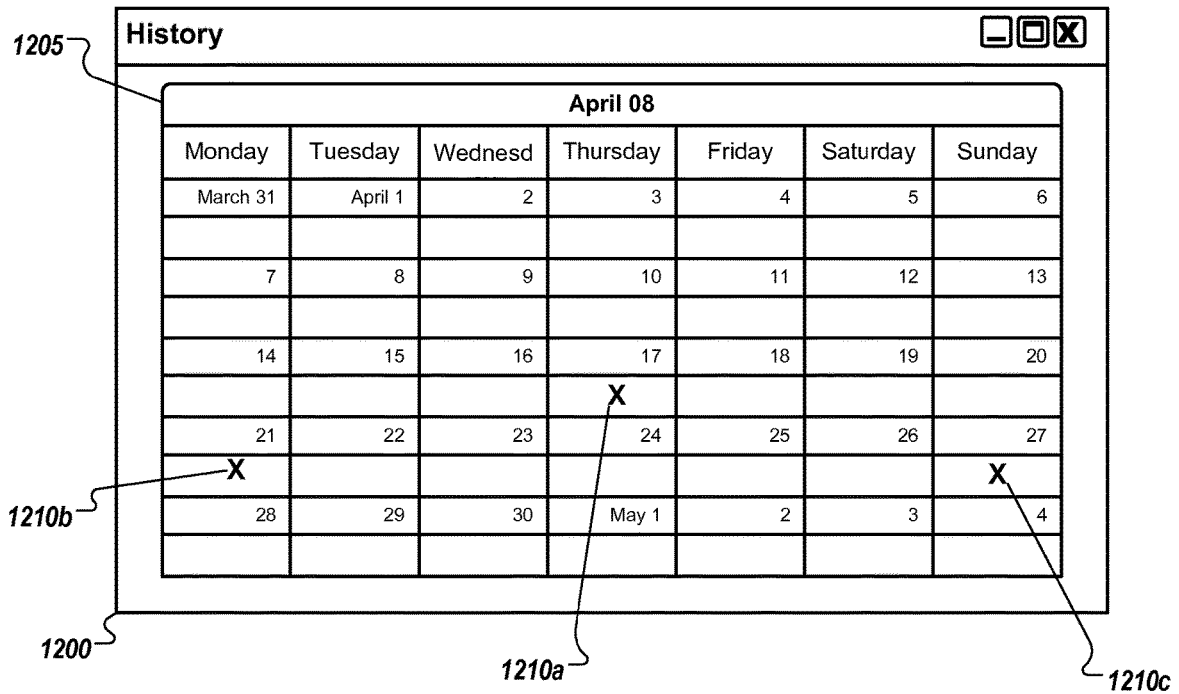 History
1205
April 08
Monday Tuesday Wednesd Thursday Friday Saturday Sunday
March 31 April 1 2 3 4 5 6
7 8 9 10 11 12 13
14 15 16 17 18 19 20
X
21 22 23 24 25 26 27
X X
1210b
28 29 30 May 1 2 3 4
1200
1210a
1210c